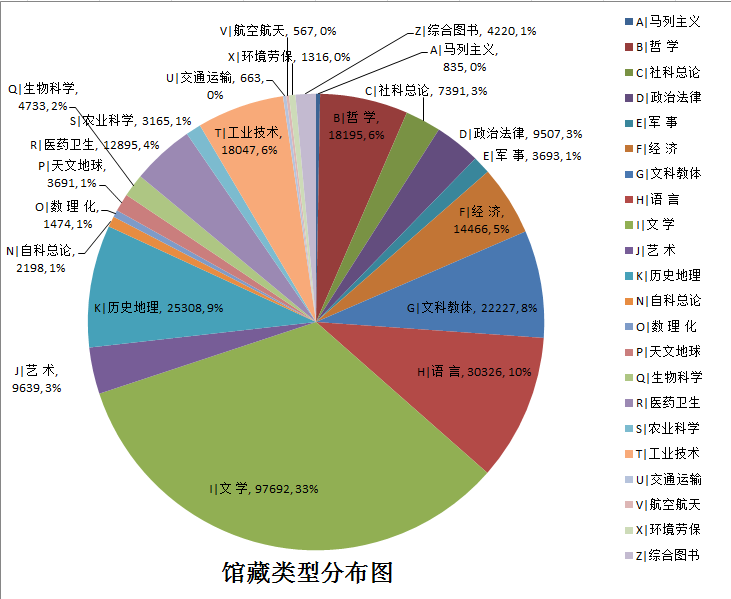 V|航空航天, 567, 0%
Z|综合图书, 4220, 1%
X|环境劳保, 1316, 0%
A|马列主义,
835, 0%
U|交通运输, 663,
0%
C|社科总论, 7391, 3%
Q|生物科学,
4733, 2%
B|哲 学,
18195, 6%
S|农业科学, 3165, 1%
T|工业技术,
18047, 6%
D|政治法律, 9507, 3%
R|医药卫生, 12895, 4%
E|军 事, 3693, 1%
P|天文地球,
3691, 1%
O|数 理 化,
1474, 1%
F|经 济,
14466, 5%
N|自科总论,
2198, 1%
K|历史地理, 25308, 9%
G|文科教体, 22227, 8%
J|艺 术,
9639, 3%
H|语 言, 30326, 10%
I|文 学, 97692, 33%
馆藏类型分布图
A|马列主义
B|哲 学
C|社科总论
D|政治法律
E|军 事
F|经 济
G|文科教体
H|语 言
I|文 学
J|艺 术
K|历史地理
N|自科总论
O|数 理 化
P|天文地球
Q|生物科学
R|医药卫生
S|农业科学
T|工业技术
U|交通运输
V|航空航天
X|环境劳保
Z|综合图书